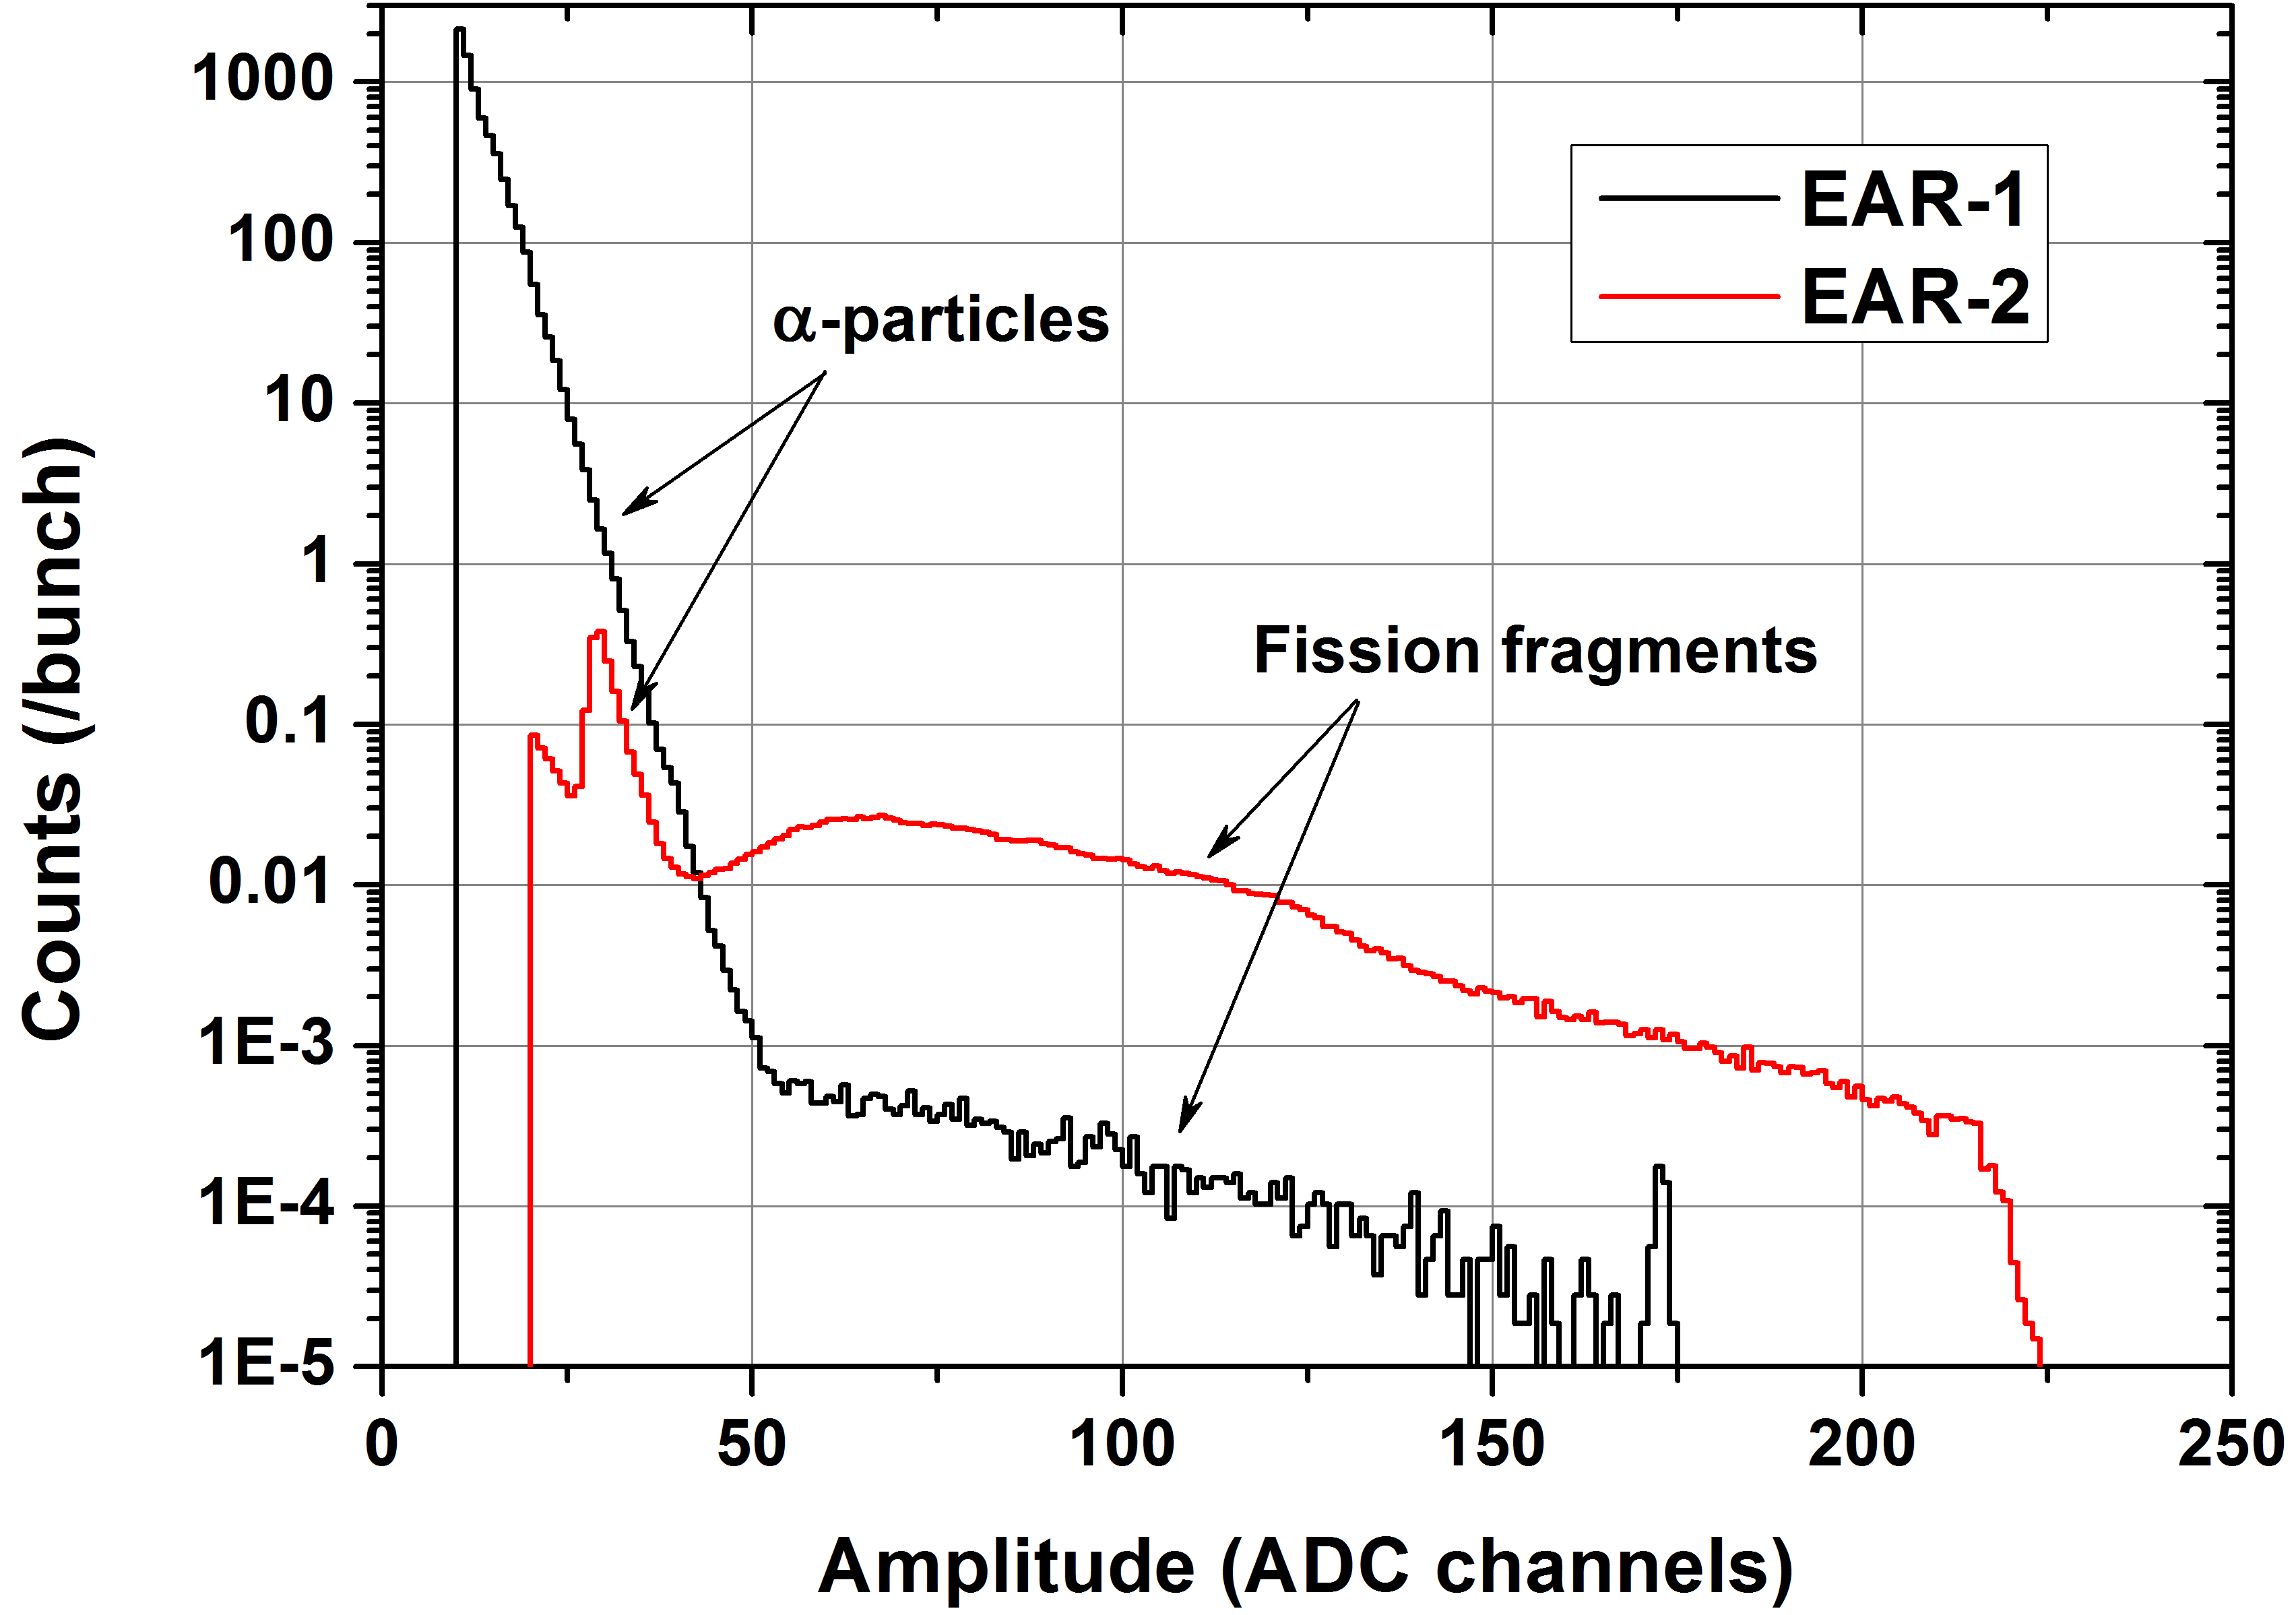 1000
100
10
1
0.1
0.01
1E-3
1E-4
1E-5
Counts (/bunch)
EAR-1
EAR-2
α-particles
Fission fragments
0 50 100 150 200 250
Amplitude (ADC channels)